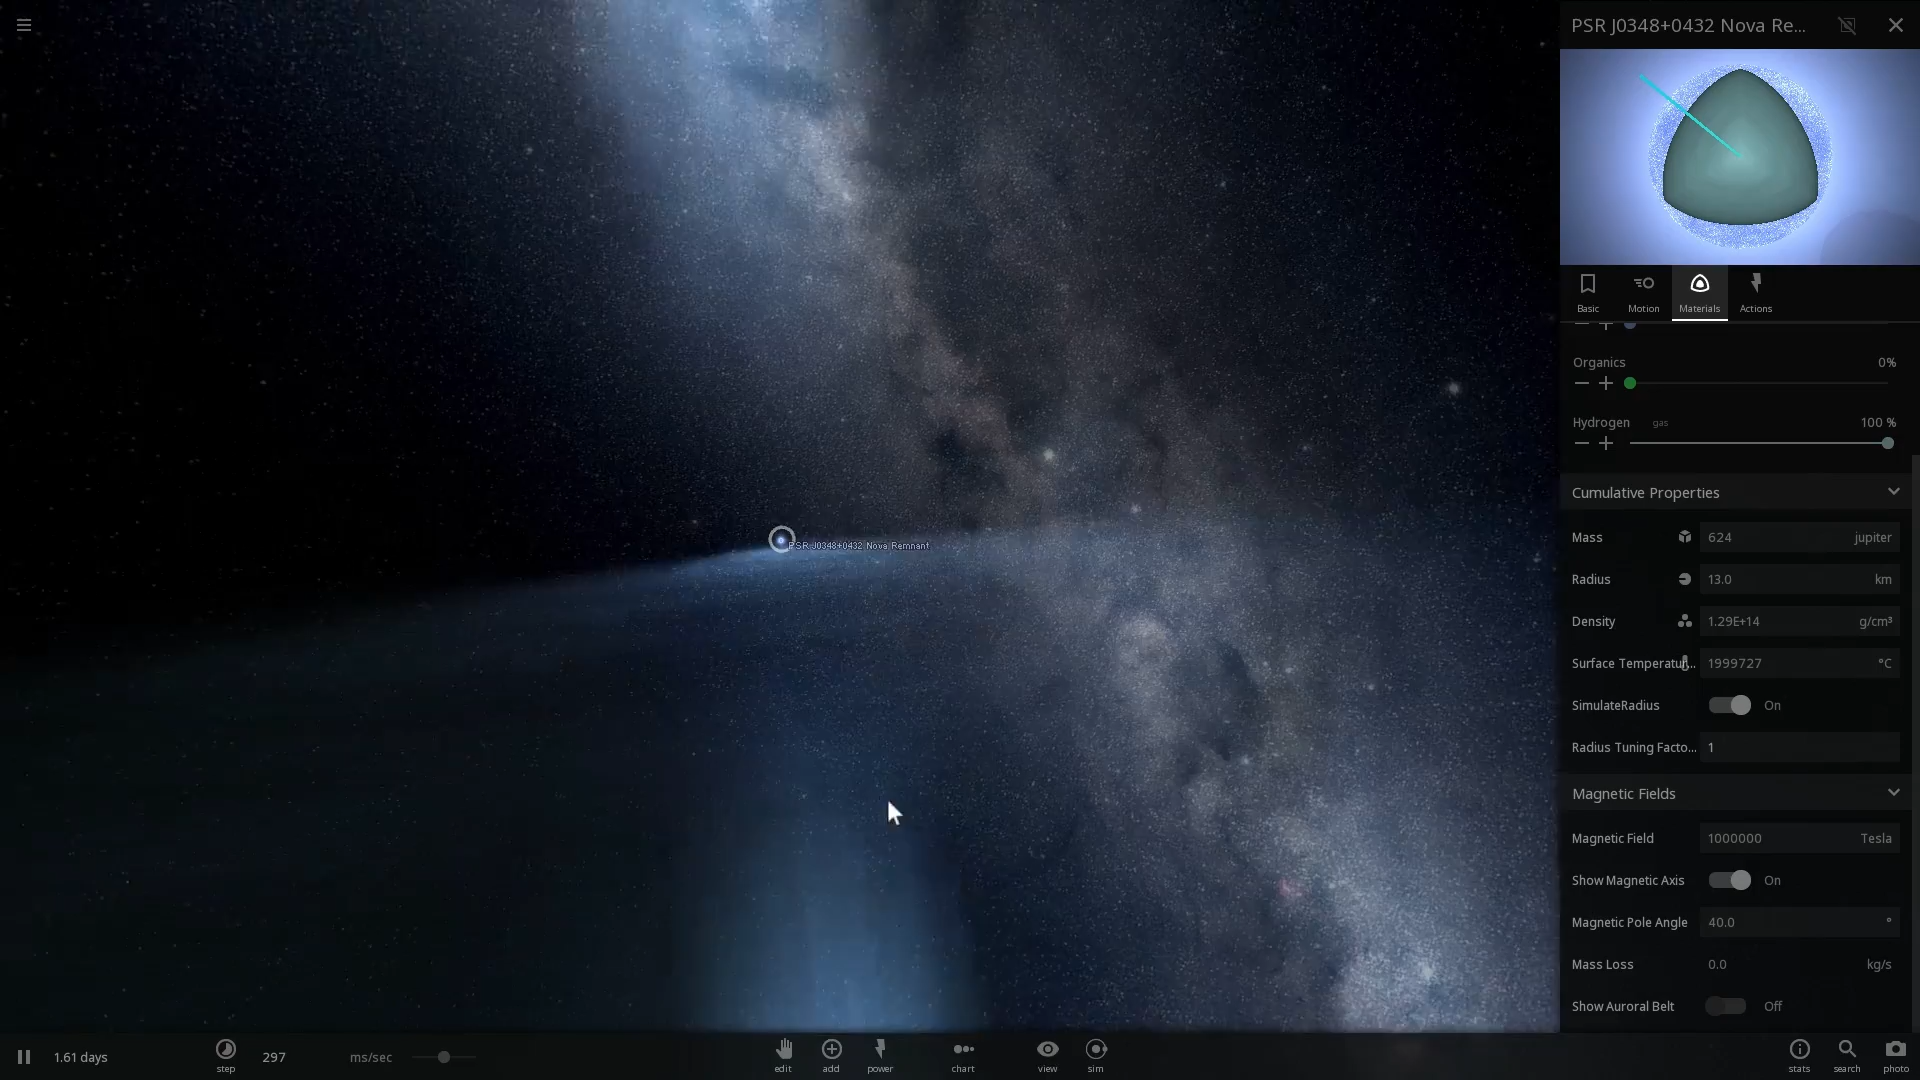 PSR J0348+0432 Nova Re...
Basic
Motion
Materials
Actions
Organics 0%
Hydrogen gas 100 %
Cumulative Properties
Mass 624 jupiter
Radius 13.0 km
Density 1.29E+14 g/cm³
Surface Temperatur... 1999727 °C
SimulateRadius On
Radius Tuning Facto... 1
Magnetic Fields
Magnetic Field 1000000 Tesla
Show Magnetic Axis On
Magnetic Pole Angle 40.0 °
Mass Loss 0.0 kg/s
Show Auroral Belt Off
PSR J0348+0432 Nova Remnant
1.61 days
step
297 ms/sec
edit
add
power
chart
view
sim
stats
search
photo